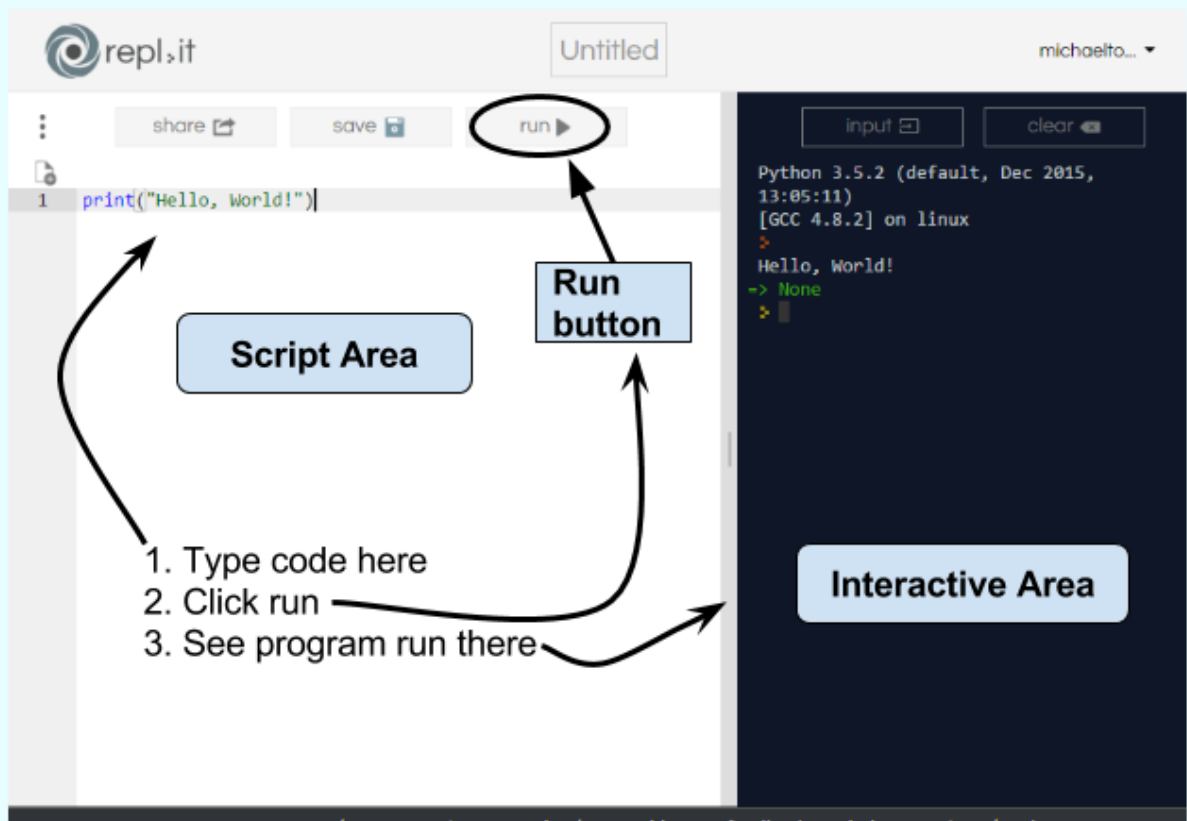 repl.it
Untitled
michaelto...
share
save
run
input
clear
1 print("Hello, World!")
Python 3.5.2 (default, Dec 2015,
13:05:11)
[GCC 4.8.2] on linux
>
Hello, World!
=> None
>
Run
button
Script Area
1. Type code here
2. Click run
3. See program run there
Interactive Area